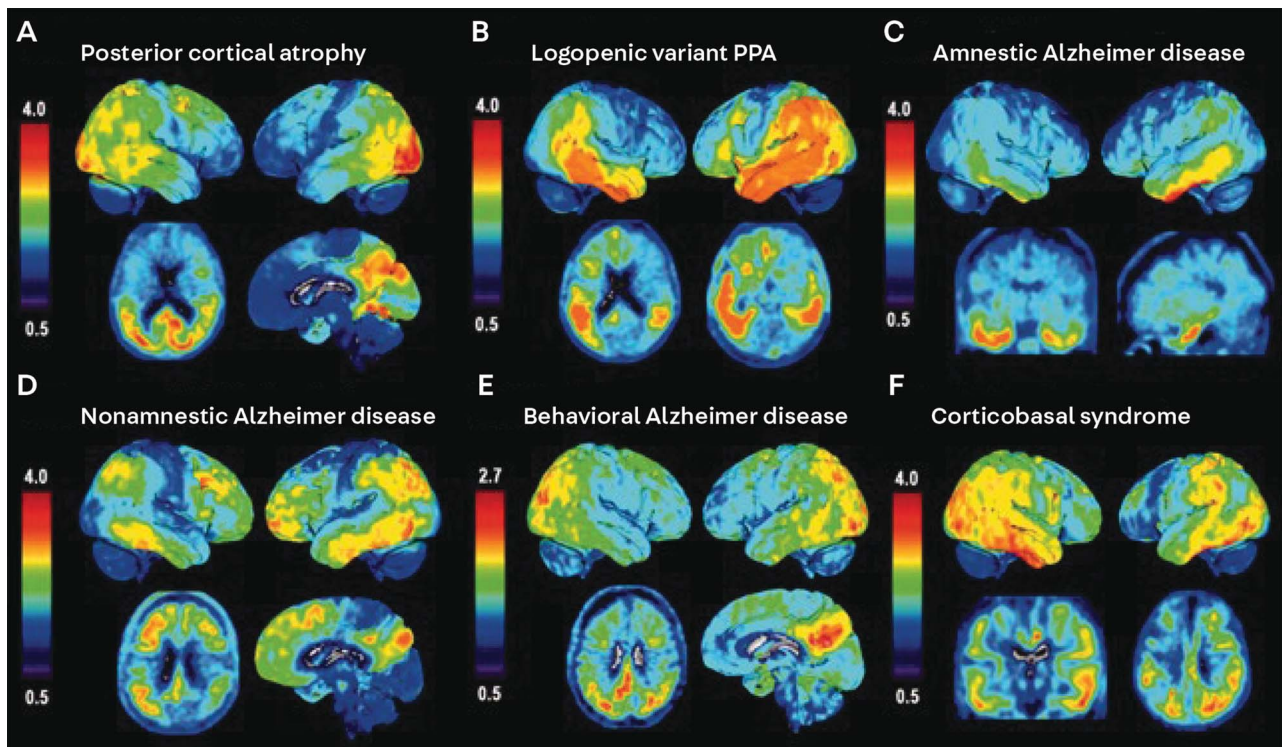 A
Posterior cortical atrophy
4.0
0.5
B
Logopenic variant PPA
4.0
0.5
C
Amnestic Alzheimer disease
4.0
0.5
D
Nonamnestic Alzheimer disease
4.0
0.5
E
Behavioral Alzheimer disease
2.7
0.5
F
Corticobasal syndrome
4.0
0.5